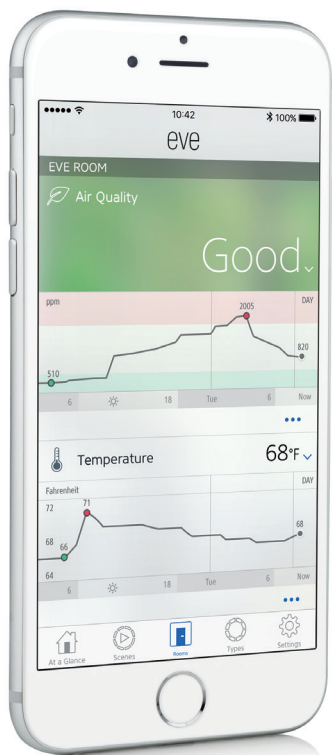 10:42
100%
eve
EVE ROOM
Air Quality
Good
ppm
DAY
2005
820
510
6 18 Tue 6 Now
Temperature
68°F
Fahrenheit
DAY
72
71
68
68
66
64
6 18 Tue 6 Now
At a Glance Scenes Rooms Types Settings